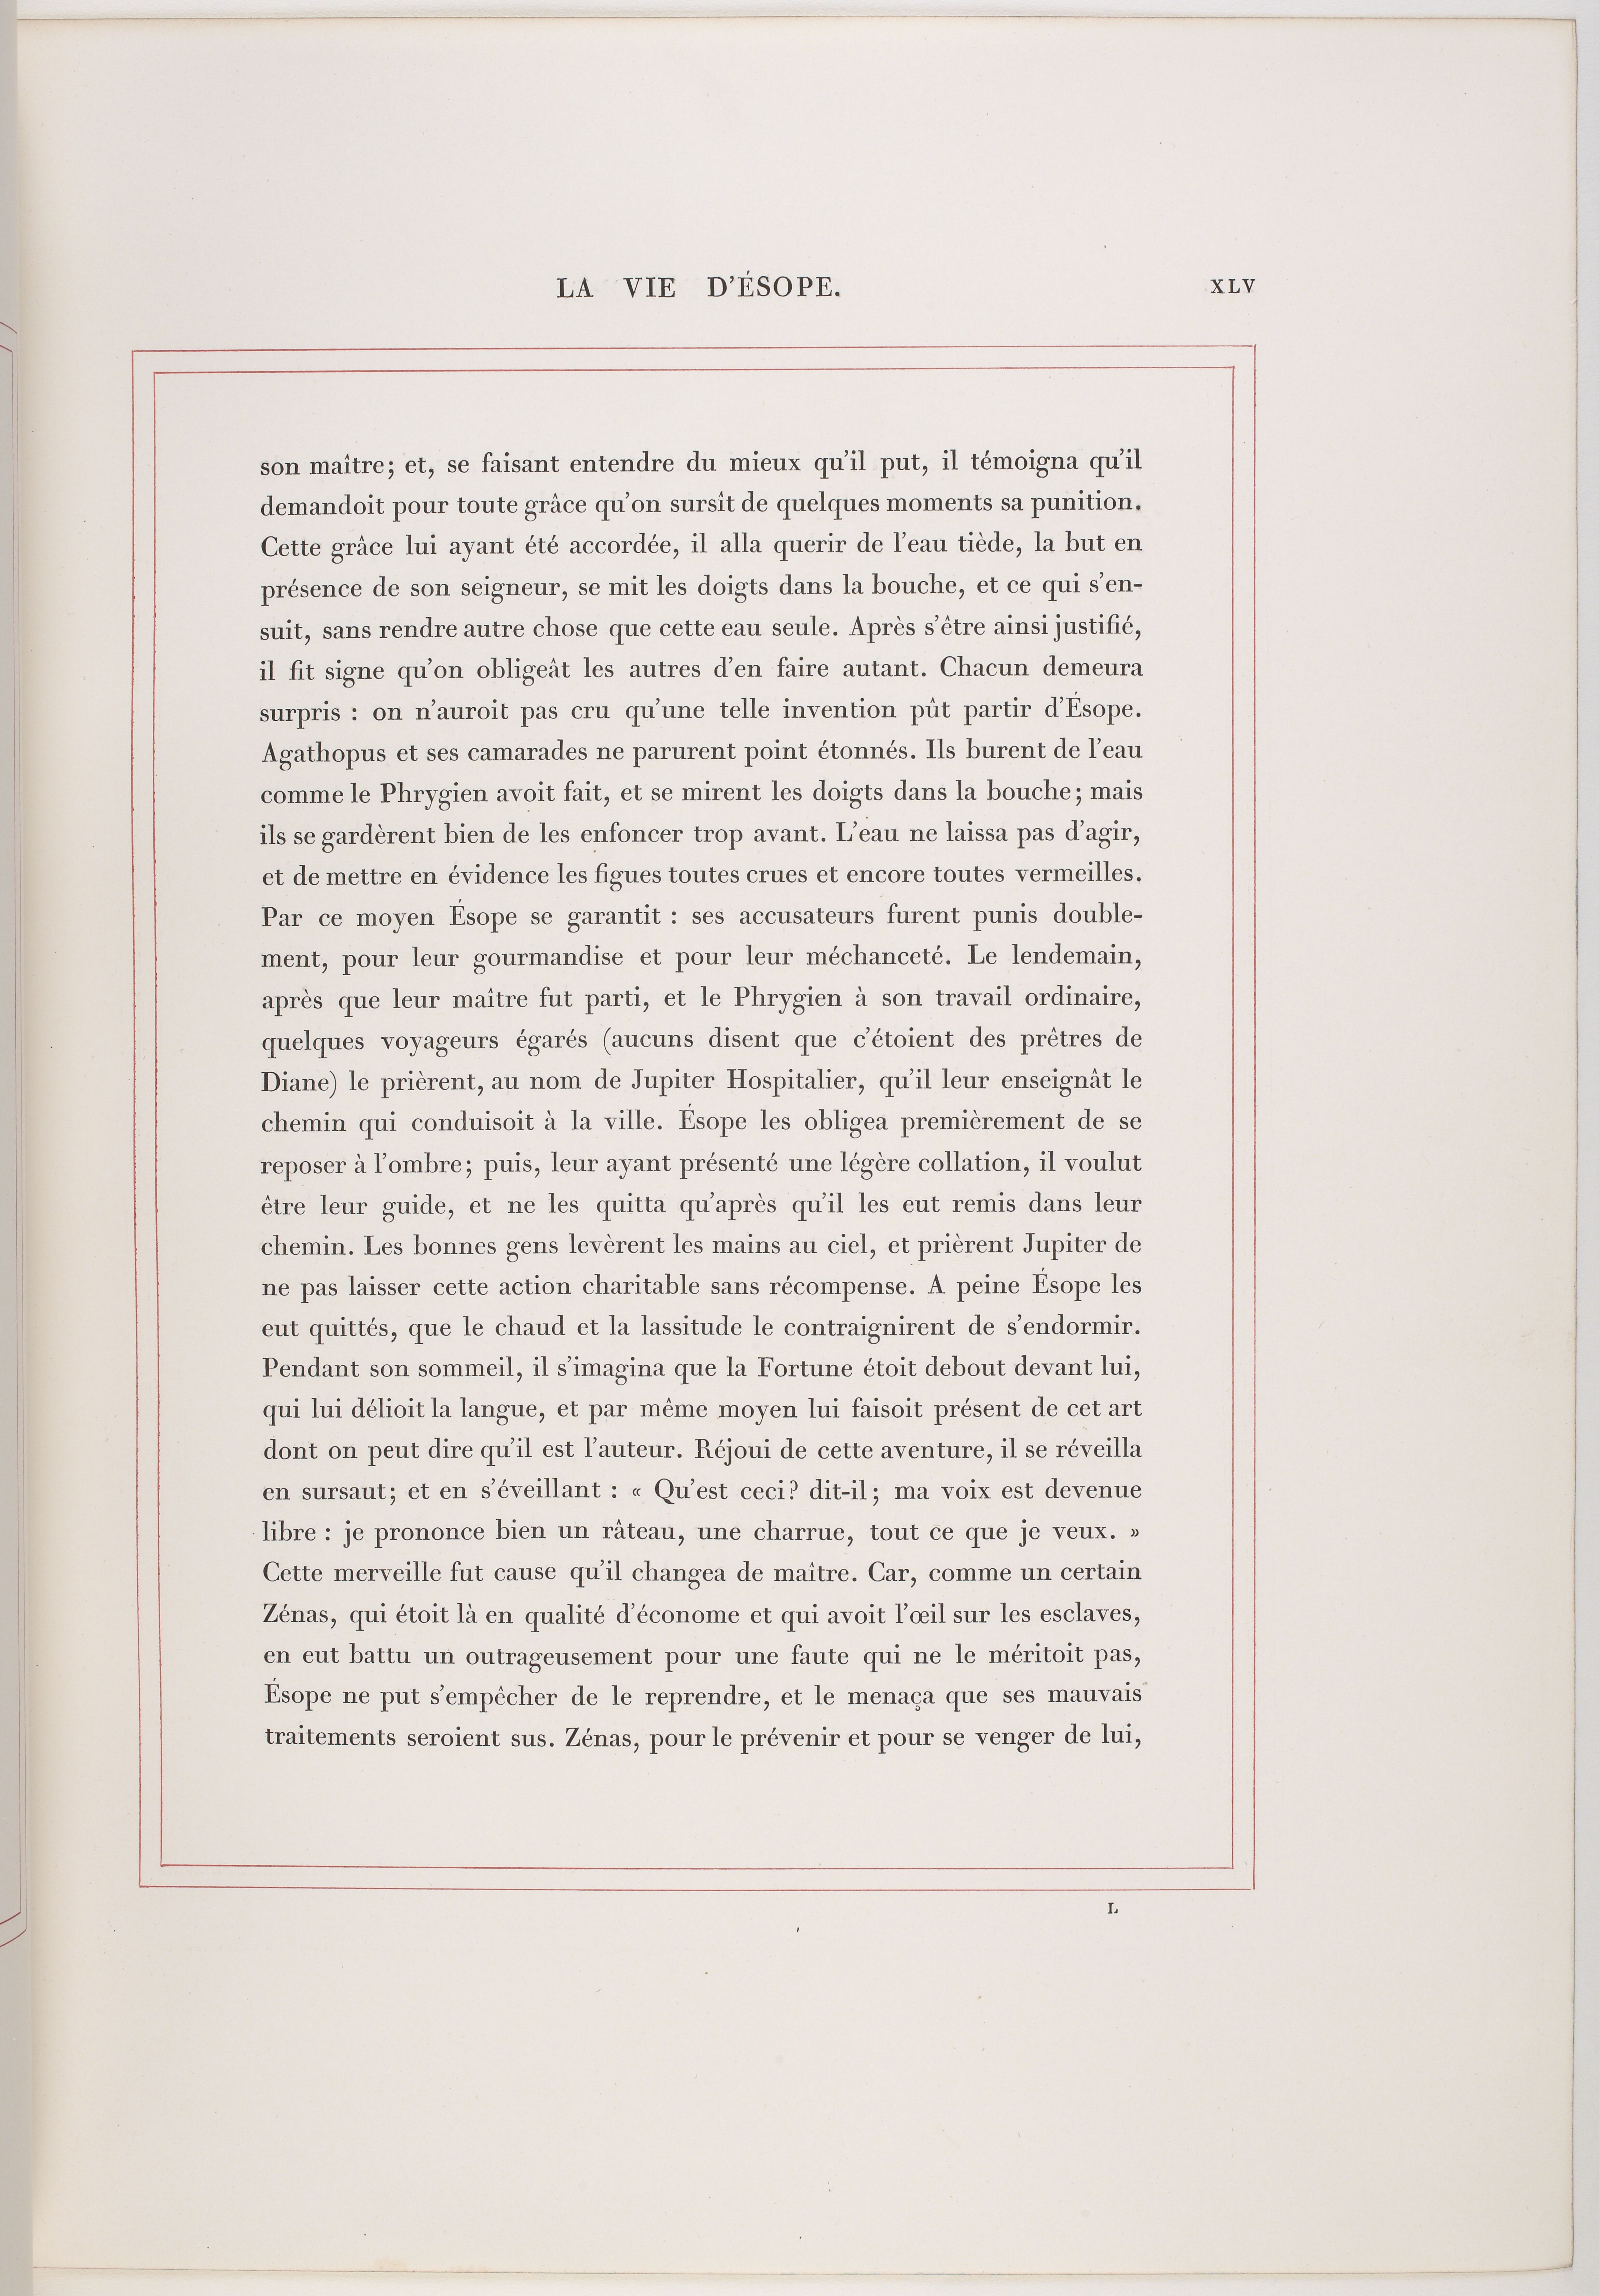 LA VIE D'ÉSOPE. XLV
son maître; et, se faisant entendre du mieux qu'il put, il témoigna qu'il
demandoit pour toute grâce qu'on sursît de quelques moments sa punition.
Cette grâce lui ayant été accordée, il alla querir de l'eau tiède, la but en
présence de son seigneur, se mit les doigts dans la bouche, et ce qui s'en-
suit, sans rendre autre chose que cette eau seule. Après s'être ainsi justifié,
il fit signe qu'on obligeât les autres d'en faire autant. Chacun demeura
surpris : on n'auroit pas cru qu'une telle invention pût partir d'Ésope.
Agathopus et ses camarades ne parurent point étonnés. Ils burent de l'eau
comme le Phrygien avoit fait, et se mirent les doigts dans la bouche; mais
ils se gardèrent bien de les enfoncer trop avant. L'eau ne laissa pas d'agir,
et de mettre en évidence les figues toutes crues et encore toutes vermeilles.
Par ce moyen Ésope se garantit : ses accusateurs furent punis double-
ment, pour leur gourmandise et pour leur méchanceté. Le lendemain,
après que leur maître fut parti, et le Phrygien à son travail ordinaire,
quelques voyageurs égarés (aucuns disent que c'étoient des prêtres de
Diane) le prièrent, au nom de Jupiter Hospitalier, qu'il leur enseignât le
chemin qui conduisoit à la ville. Ésope les obligea premièrement de se
reposer à l'ombre; puis, leur ayant présenté une légère collation, il voulut
être leur guide, et ne les quitta qu'après qu'il les eut remis dans leur
chemin. Les bonnes gens levèrent les mains au ciel, et prièrent Jupiter de
ne pas laisser cette action charitable sans récompense. A peine Ésope les
eut quittés, que le chaud et la lassitude le contraignirent de s'endormir.
Pendant son sommeil, il s'imagina que la Fortune étoit debout devant lui,
qui lui délioit la langue, et par même moyen lui faisoit présent de cet art
dont on peut dire qu'il est l'auteur. Réjoui de cette aventure, il se réveilla
en sursaut; et en s'éveillant : « Qu'est ceci? dit-il; ma voix est devenue
libre : je prononce bien un râteau, une charrue, tout ce que je veux. »
Cette merveille fut cause qu'il changea de maître. Car, comme un certain
Zénas, qui étoit là en qualité d'économe et qui avoit l'œil sur les esclaves,
en eut battu un outrageusement pour une faute qui ne le méritoit pas,
Ésope ne put s'empêcher de le reprendre, et le menaça que ses mauvais
traitements seroient sus. Zénas, pour le prévenir et pour se venger de lui,
L